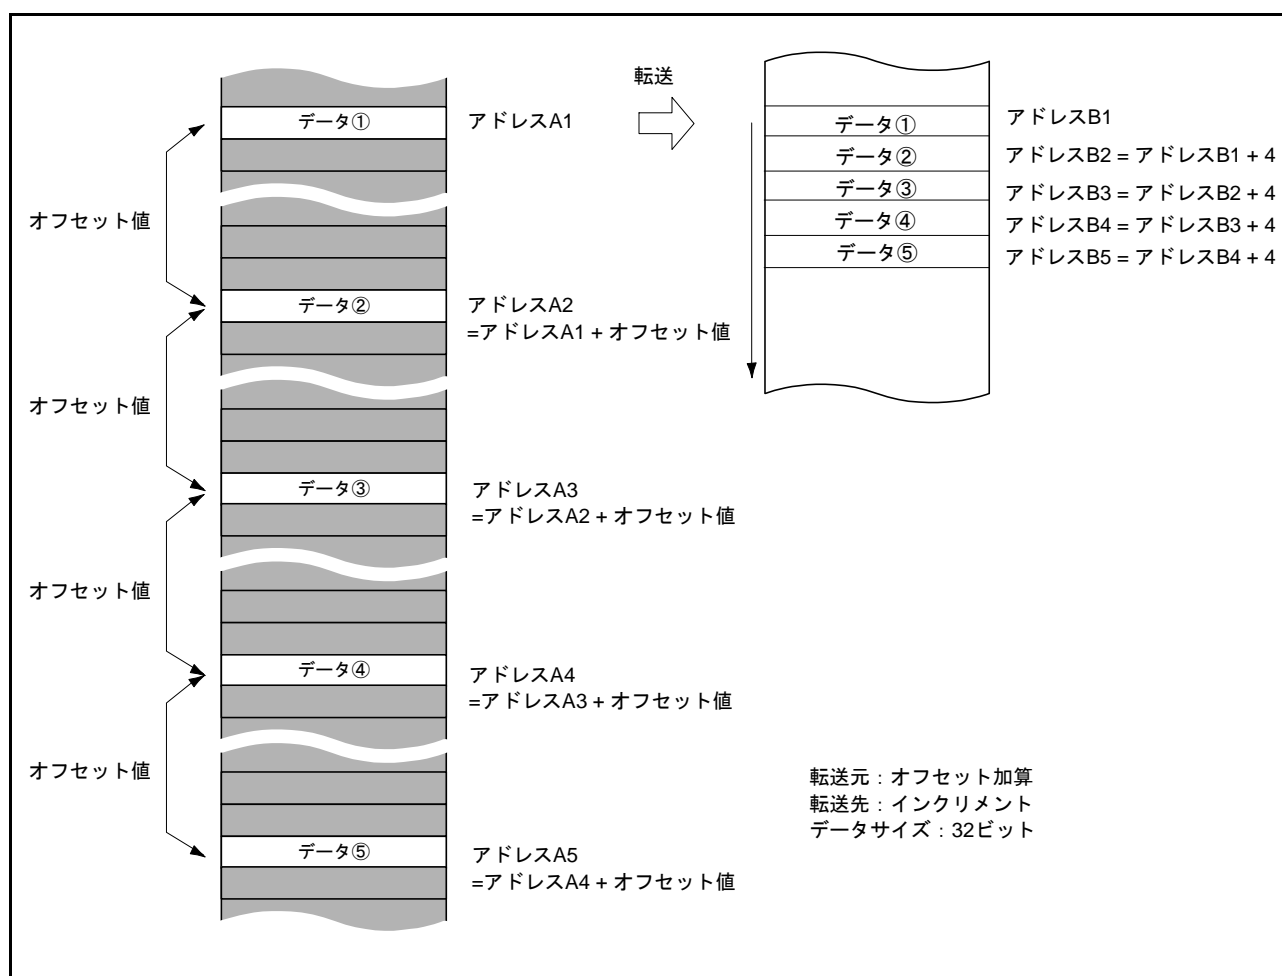 転送
データ①
アドレスA1
データ①
アドレスB1
データ②
アドレスB2 = アドレスB1 + 4
データ③
アドレスB3 = アドレスB2 + 4
データ④
アドレスB4 = アドレスB3 + 4
データ⑤
アドレスB5 = アドレスB4 + 4
オフセット値
データ②
アドレスA2
=アドレスA1 + オフセット値
オフセット値
データ③
アドレスA3
=アドレスA2 + オフセット値
オフセット値
データ④
アドレスA4
=アドレスA3 + オフセット値
オフセット値
データ⑤
アドレスA5
=アドレスA4 + オフセット値
転送元：オフセット加算
転送先：インクリメント
データサイズ：32ビット